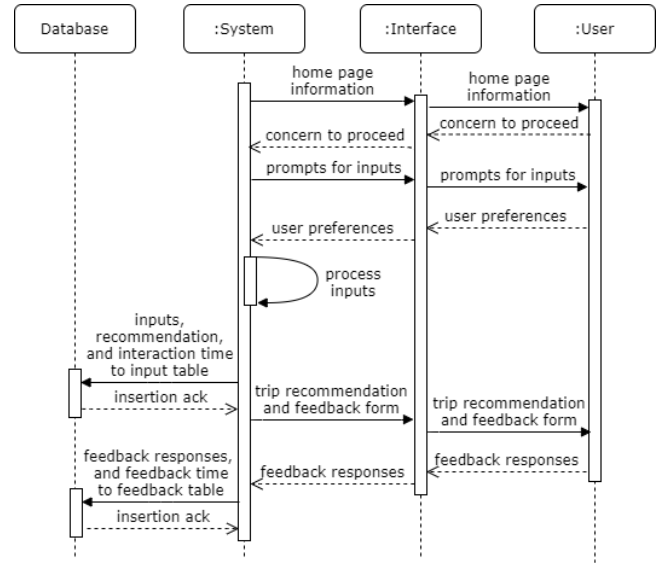 Database
:System
:Interface
:User
home page
information
home page
information
concern to proceed
concern to proceed
prompts for inputs
prompts for inputs
user preferences
user preferences
process
inputs
inputs,
recommendation,
and interaction time
to input table
insertion ack
trip recommendation
and feedback form
trip recommendation
and feedback form
feedback responses
feedback responses
feedback responses,
and feedback time
to feedback table
insertion ack